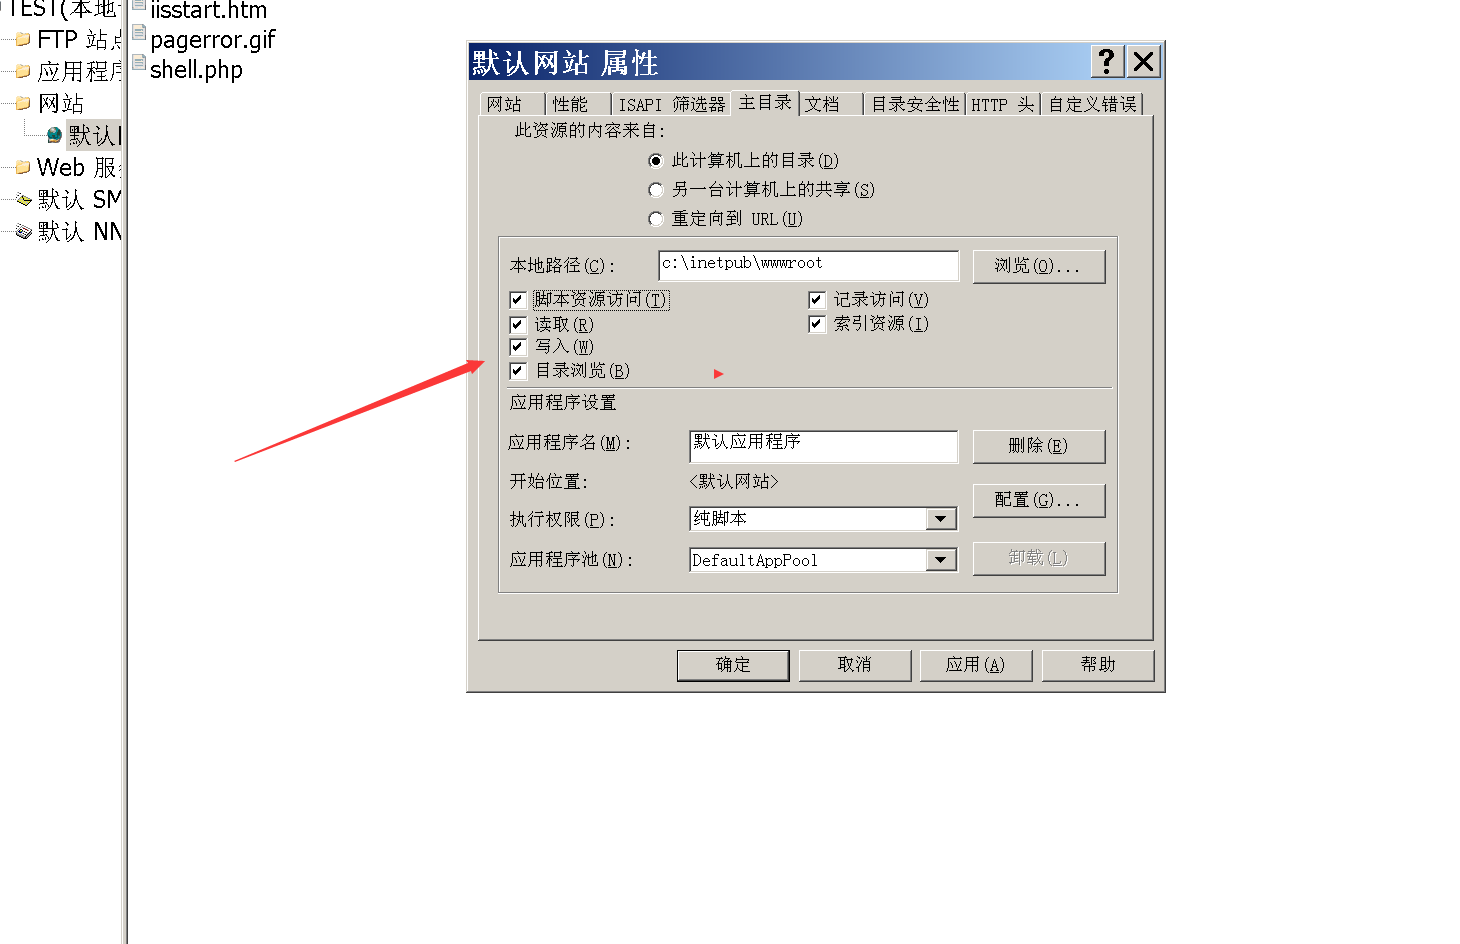 TEST(本地
FTP 站点
应用程序
网站
默认
Web 服
默认 SM
默认 NN
iisstart.htm
pagerror.gif
shell.php
默认网站 属性
网站 性能 ISAPI 筛选器 主目录 文档 目录安全性 HTTP 头 自定义错误
此资源的内容来自:
此计算机上的目录(D)
另一台计算机上的共享(S)
重定向到 URL(U)
本地路径(C): c:\inetpub\wwwroot 浏览(O)...
脚本资源访问(T) 记录访问(V)
读取(R) 索引资源(I)
写入(W)
目录浏览(B)
应用程序设置
应用程序名(M): 默认应用程序 删除(E)
开始位置: <默认网站>
配置(G)...
执行权限(P): 纯脚本
应用程序池(N): DefaultAppPool 卸载(L)
确定 取消 应用(A) 帮助